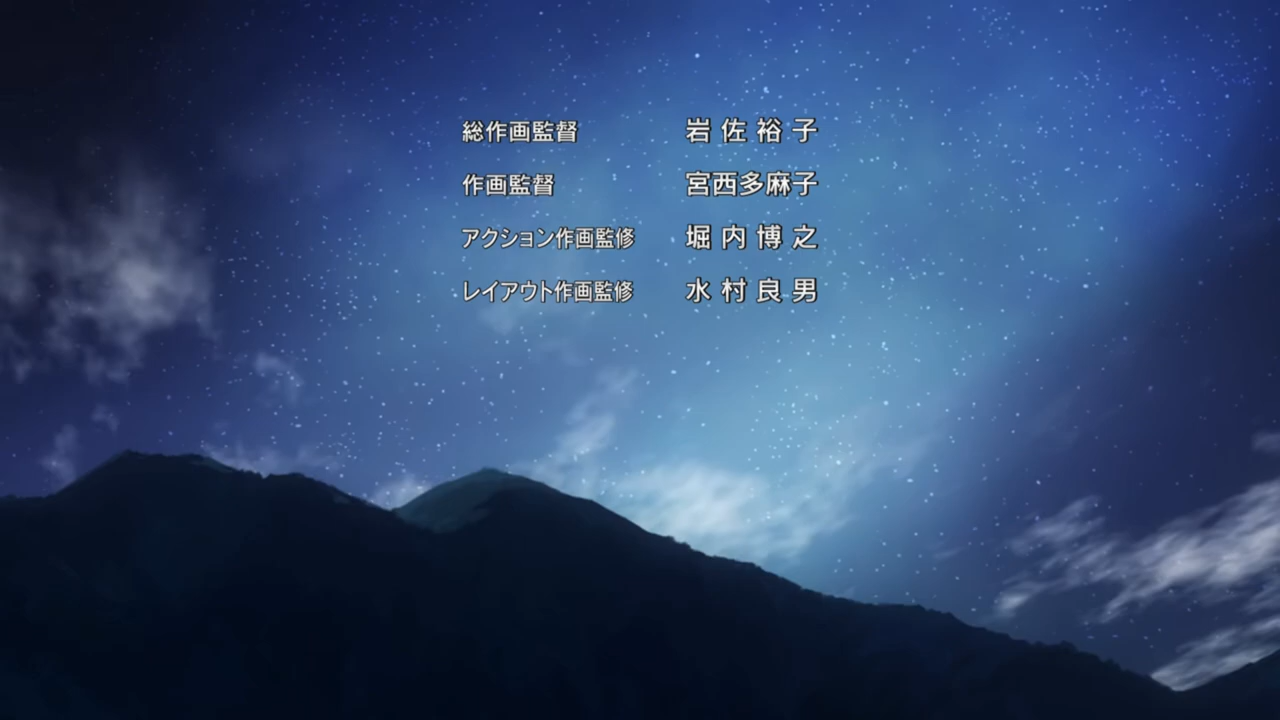 総作画監督 岩佐裕子
作画監督 宮西多麻子
アクション作画監修 堀内博之
レイアウト作画監修 水村良男